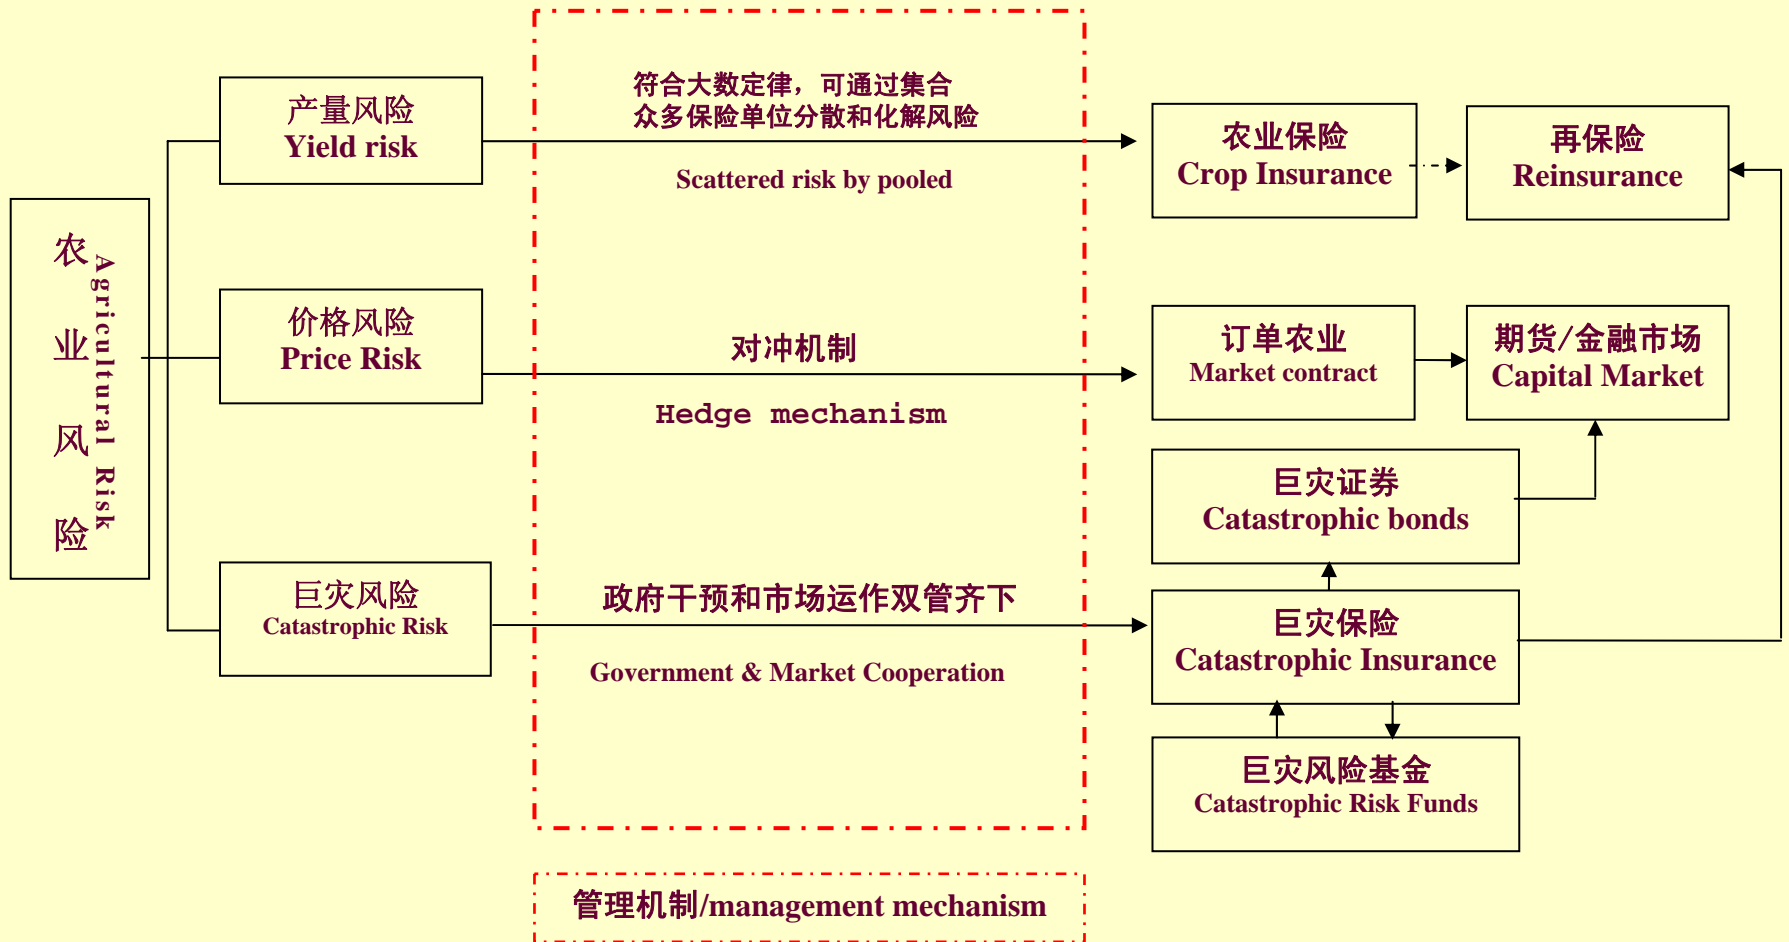 农业风险
Agricultural Risk
产量风险
Yield risk
符合大数定律，可通过集合
众多保险单位分散和化解风险
Scattered risk by pooled
农业保险
Crop Insurance
再保险
Reinsurance
价格风险
Price Risk
对冲机制
Hedge mechanism
订单农业
Market contract
期货/金融市场
Capital Market
巨灾证券
Catastrophic bonds
巨灾风险
Catastrophic Risk
政府干预和市场运作双管齐下
Government & Market Cooperation
巨灾保险
Catastrophic Insurance
巨灾风险基金
Catastrophic Risk Funds
管理机制/management mechanism